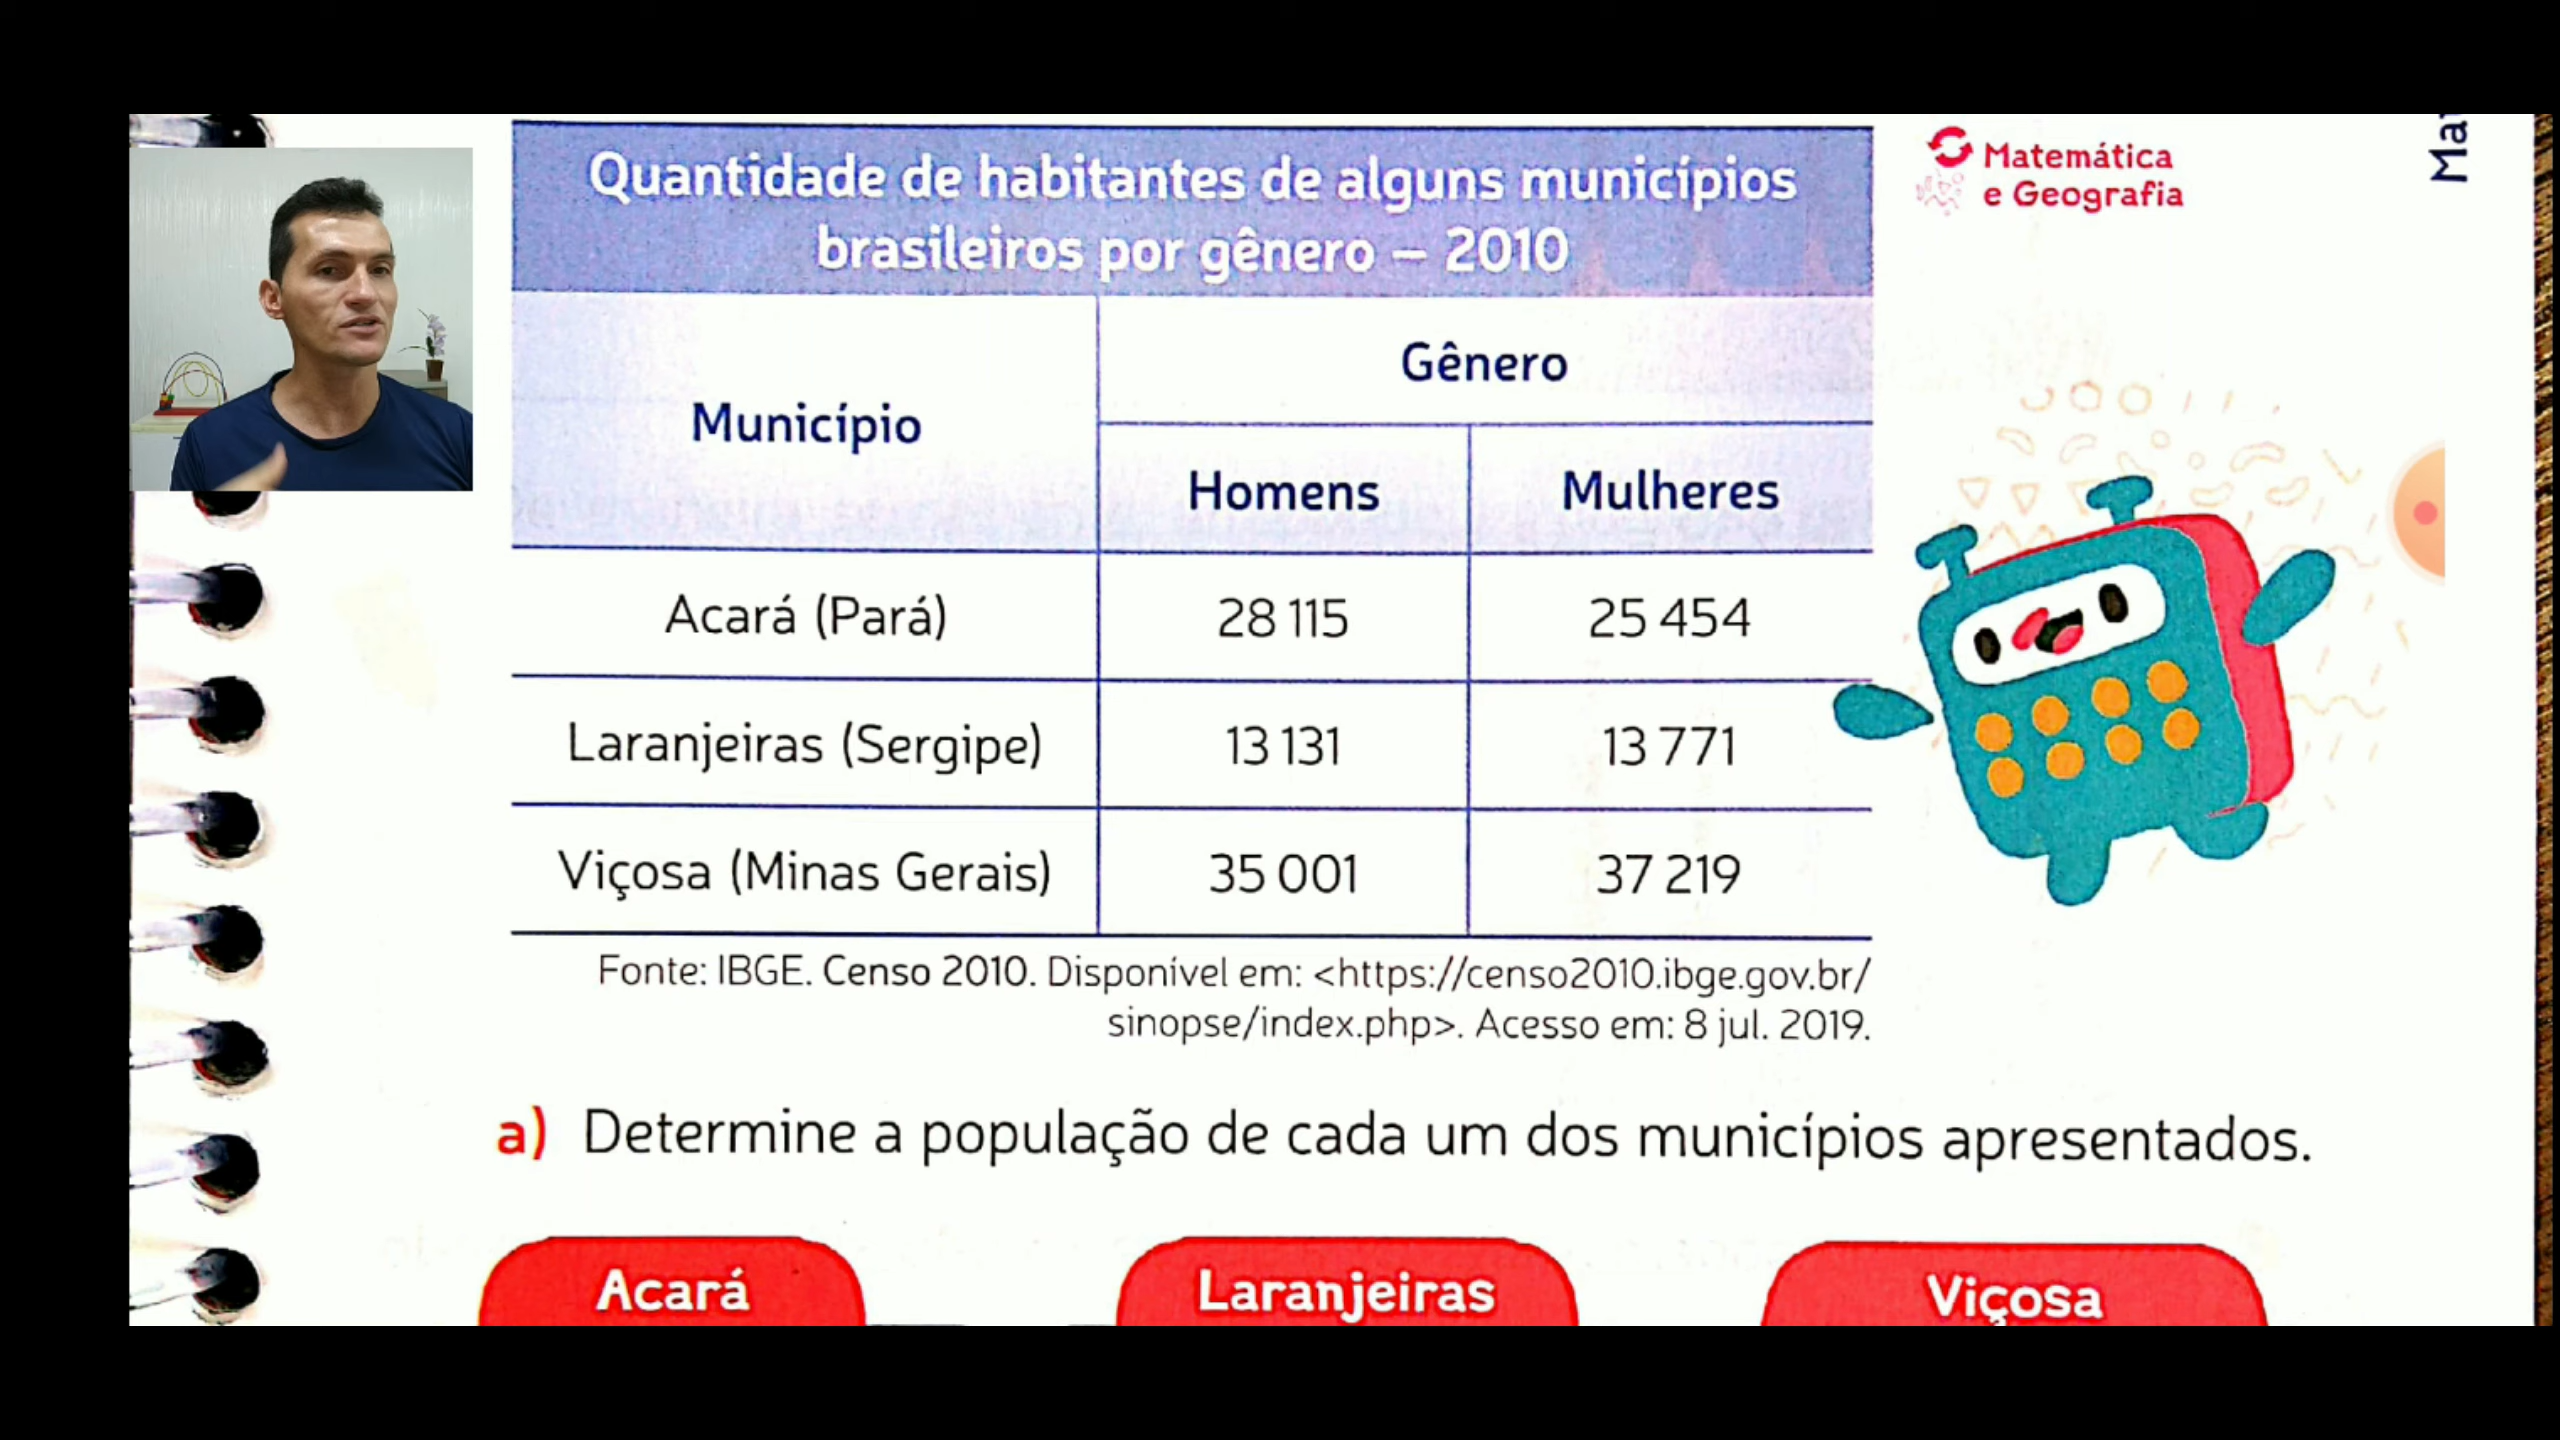 Quantidade de habitantes de alguns municípios
brasileiros por gênero – 2010
Município
Gênero
Homens
Mulheres
Acará (Pará)
28 115
25 454
Laranjeiras (Sergipe)
13 131
13 771
Viçosa (Minas Gerais)
35 001
37 219
Fonte: IBGE. Censo 2010. Disponível em: <https://censo2010.ibge.gov.br/
sinopse/index.php>. Acesso em: 8 jul. 2019.
Matemática
e Geografia
a) Determine a população de cada um dos municípios apresentados.
Acará
Laranjeiras
Viçosa